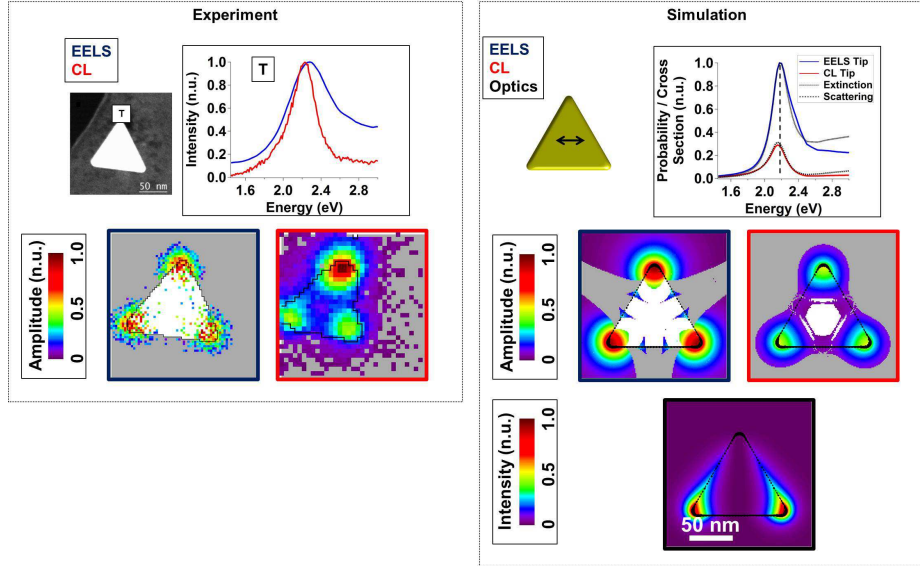 Experiment
EELS
CL
T
50 nm
T
Intensity (n.u.)
1.0
0.8
0.6
0.4
0.2
0.0
1.6
2.0
2.4
2.8
Energy (eV)
Amplitude (n.u.)
1.0
0.5
0
Simulation
EELS
CL
Optics
Probability / Cross
Section (n.u.)
1.0
0.8
0.6
0.4
0.2
0.0
EELS Tip
CL Tip
Extinction
Scattering
1.6
2.0
2.4
2.8
Energy (eV)
Amplitude (n.u.)
1.0
0.5
0
Intensity (n.u.)
1.0
0.5
0
50 nm